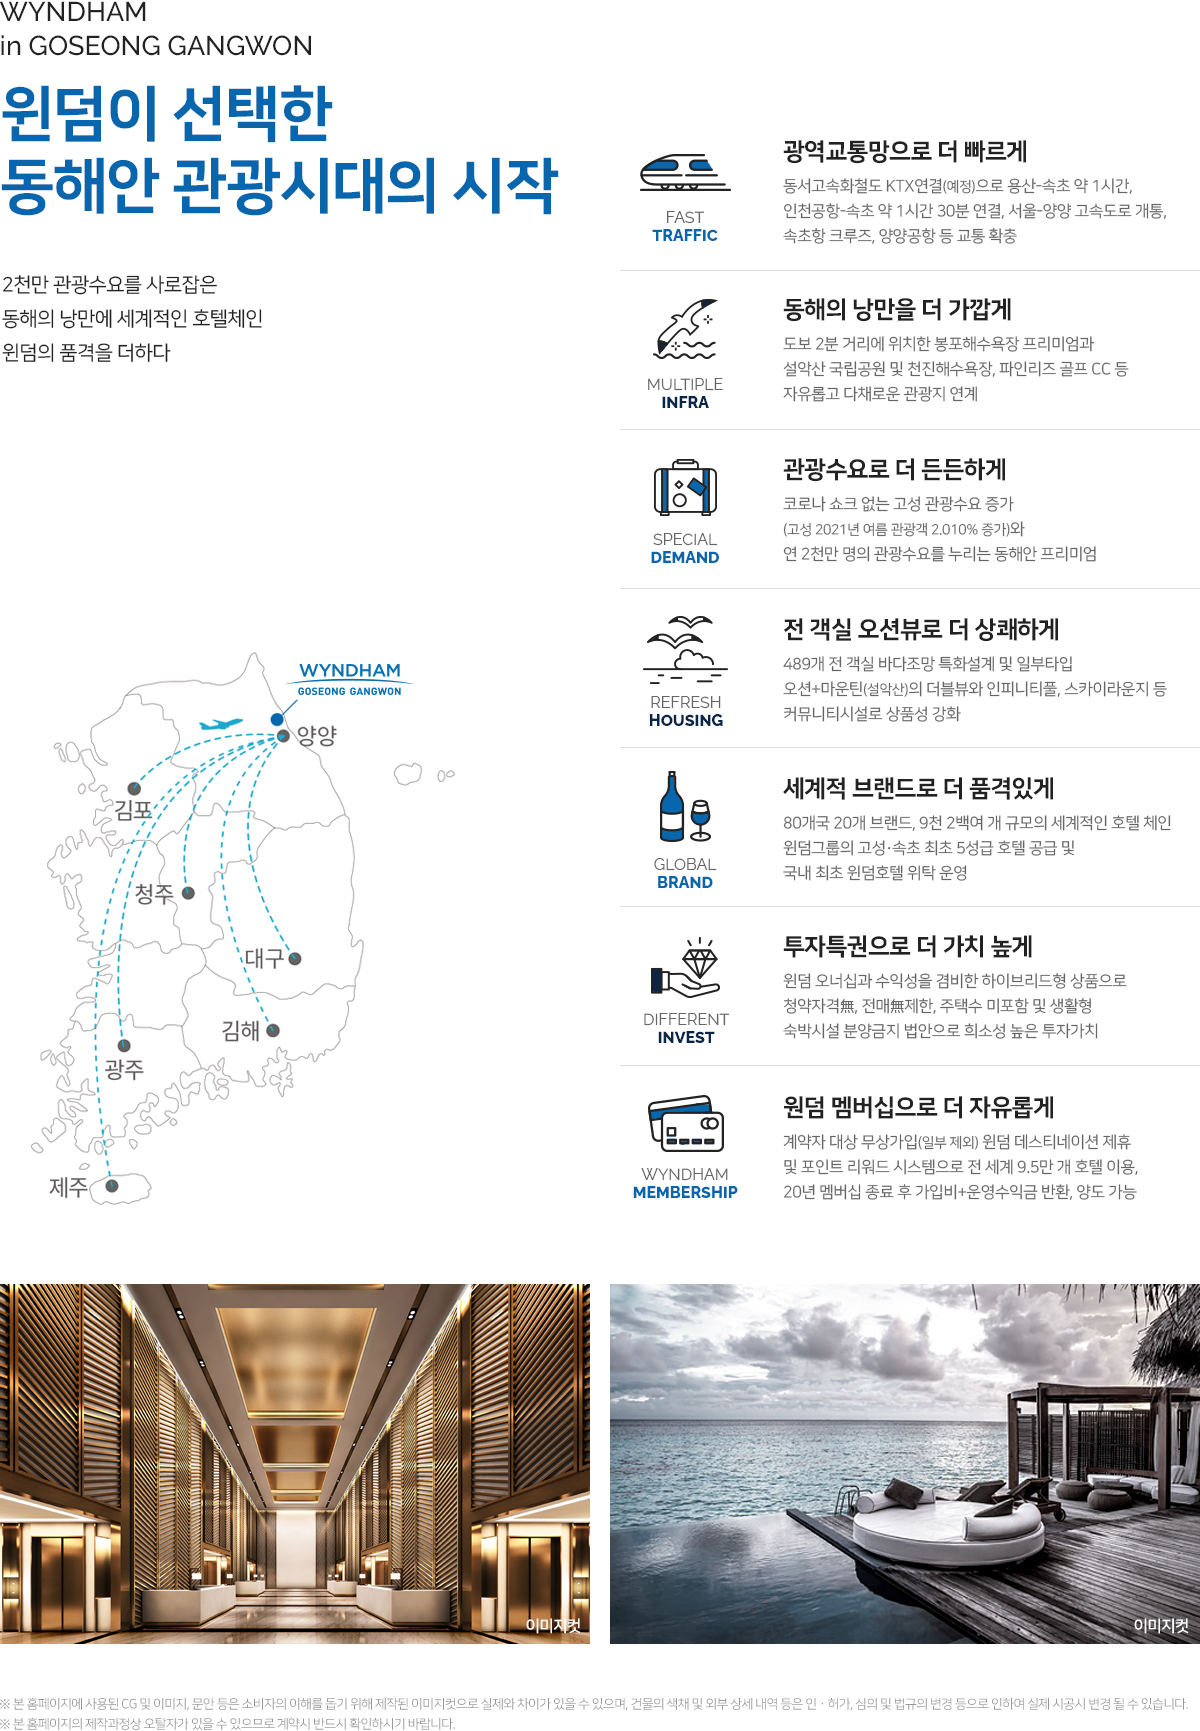 WYNDHAM
in GOSEONG GANGWON
윈덤이 선택한
동해안 관광시대의 시작
2천만 관광수요를 사로잡은
동해의 낭만에 세계적인 호텔체인
윈덤의 품격을 더하다
WYNDHAM
GOSEONG GANGWON
양양
김포
청주
대구
김해
광주
제주
FAST
TRAFFIC
광역교통망으로 더 빠르게
동서고속화철도 KTX연결(예정)으로 용산-속초 약 1시간,
인천공항-속초 약 1시간 30분 연결, 서울-양양 고속도로 개통,
속초항 크루즈, 양양공항 등 교통 확충
MULTIPLE
INFRA
동해의 낭만을 더 가깝게
도보 2분 거리에 위치한 봉포해수욕장 프리미엄과
설악산 국립공원 및 천진해수욕장, 파인리즈 골프 CC 등
자유롭고 다채로운 관광지 연계
SPECIAL
DEMAND
관광수요로 더 든든하게
코로나 쇼크 없는 고성 관광수요 증가
(고성 2021년 여름 관광객 2,010% 증가)와
연 2천만 명의 관광수요를 누리는 동해안 프리미엄
REFRESH
HOUSING
전 객실 오션뷰로 더 상쾌하게
489개 전 객실 바다조망 특화설계 및 일부타입
오션+마운틴(설악산)의 더블뷰와 인피니티풀, 스카이라운지 등
커뮤니티시설로 상품성 강화
GLOBAL
BRAND
세계적 브랜드로 더 품격있게
80개국 20개 브랜드, 9천 2백여 개 규모의 세계적인 호텔 체인
윈덤그룹의 고성·속초 최초 5성급 호텔 공급 및
국내 최초 윈덤호텔 위탁 운영
DIFFERENT
INVEST
투자특권으로 더 가치 높게
윈덤 오너십과 수익성을 겸비한 하이브리드형 상품으로
청약자격無, 전매無제한, 주택수 미포함 및 생활형
숙박시설 분양금지 법안으로 희소성 높은 투자가치
WYNDHAM
MEMBERSHIP
원덤 멤버십으로 더 자유롭게
계약자 대상 무상가입(일부 제외) 윈덤 데스티네이션 제휴
및 포인트 리워드 시스템으로 전 세계 9.5만 개 호텔 이용,
20년 멤버십 종료 후 가입비+운영수익금 반환, 양도 가능
이미지컷
이미지컷
※ 본 홈페이지에 사용된 CG 및 이미지, 문안 등은 소비자의 이해를 돕기 위해 제작된 이미지컷으로 실제와 차이가 있을 수 있으며, 건물의 색채 및 외부 상세 내역 등은 인·허가, 심의 및 법규의 변경 등으로 인하여 실제 시공시 변경 될 수 있습니다.
※ 본 홈페이지의 제작과정상 오탈자가 있을 수 있으므로 계약시 반드시 확인하시기 바랍니다.